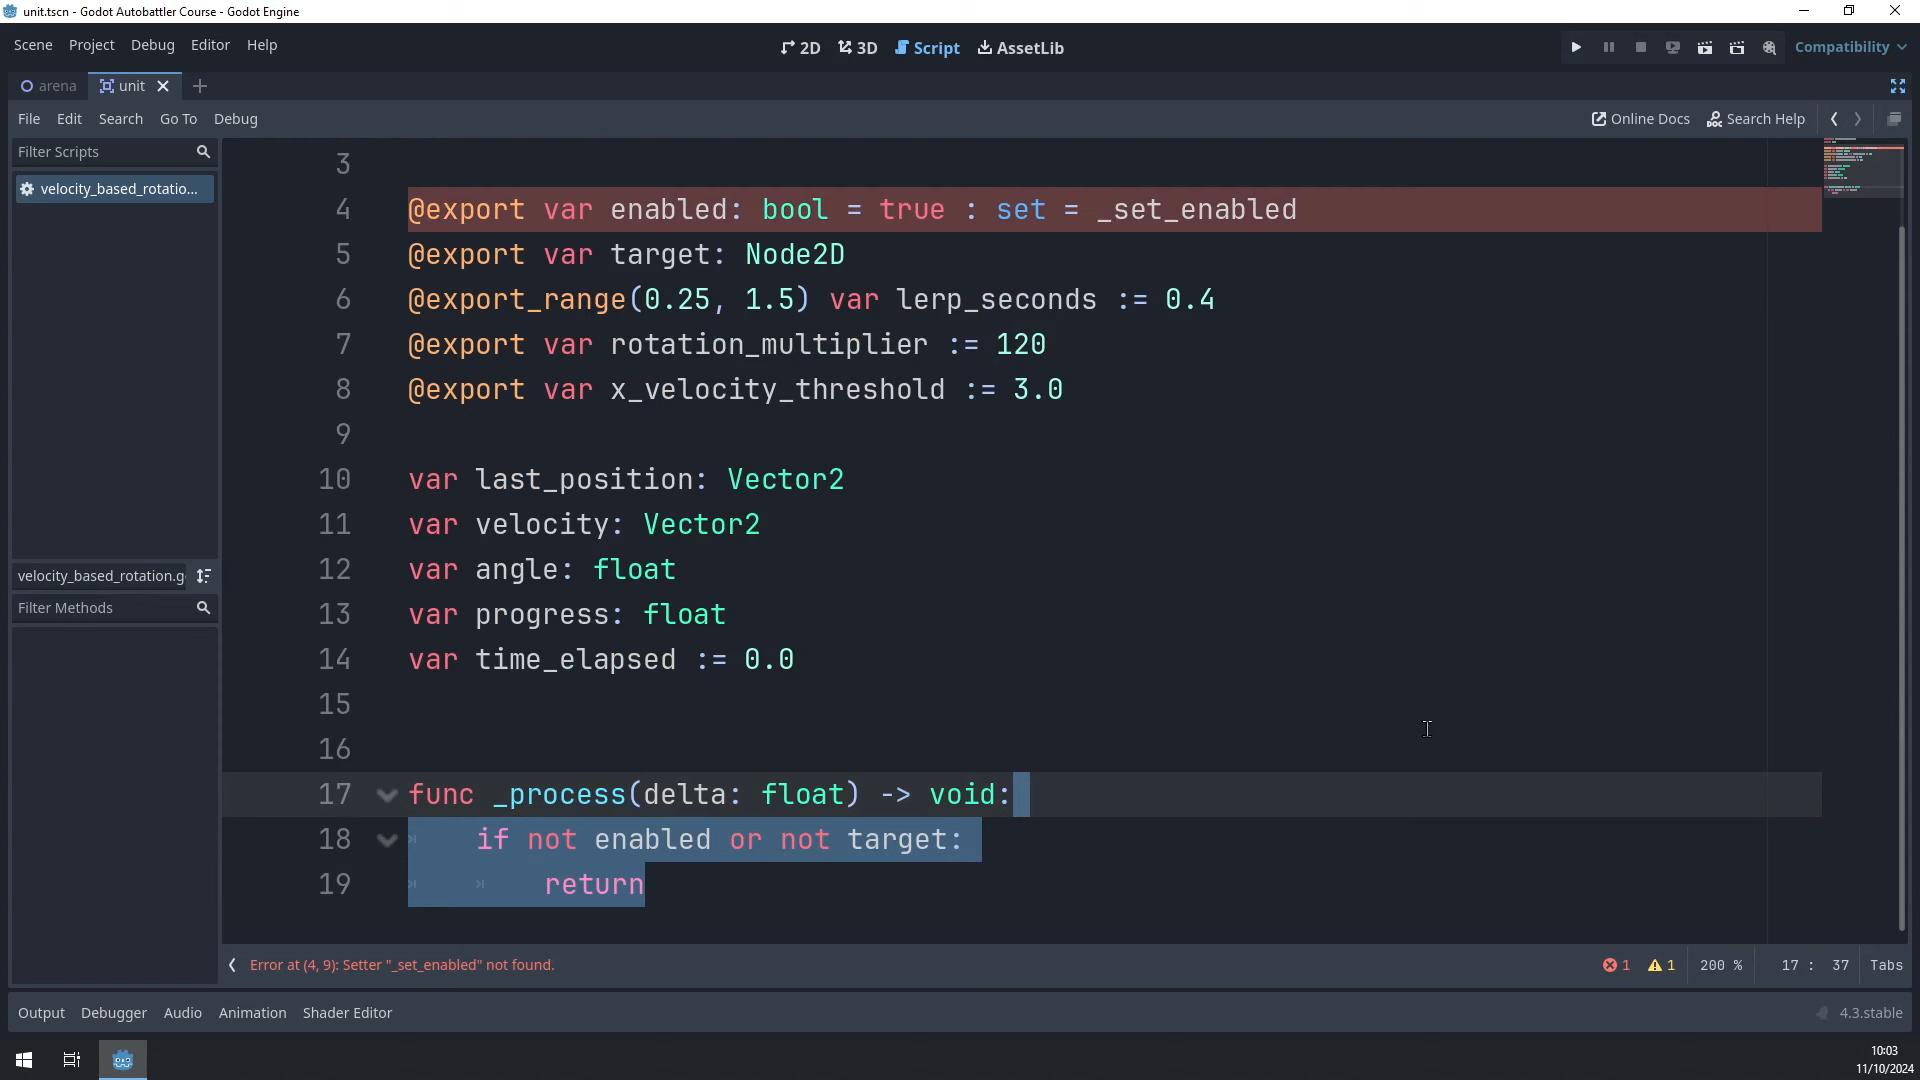 unit.tscn - Godot Autobattler Course - Godot Engine
Scene Project Debug Editor Help
2D 3D Script AssetLib
Compatibility
arena unit
File Edit Search Go To Debug
Online Docs Search Help
Filter Scripts
velocity_based_rotatio...
velocity_based_rotation.g
Filter Methods
3
4 @export var enabled: bool = true : set = _set_enabled
5 @export var target: Node2D
6 @export_range(0.25, 1.5) var lerp_seconds := 0.4
7 @export var rotation_multiplier := 120
8 @export var x_velocity_threshold := 3.0
9
10 var last_position: Vector2
11 var velocity: Vector2
12 var angle: float
13 var progress: float
14 var time_elapsed := 0.0
15
16
17 func _process(delta: float) -> void:
18 if not enabled or not target:
19 return
Error at (4, 9): Setter "_set_enabled" not found.
1 1 200 % 17 : 37 Tabs
Output Debugger Audio Animation Shader Editor
4.3.stable
10:03
11/10/2024